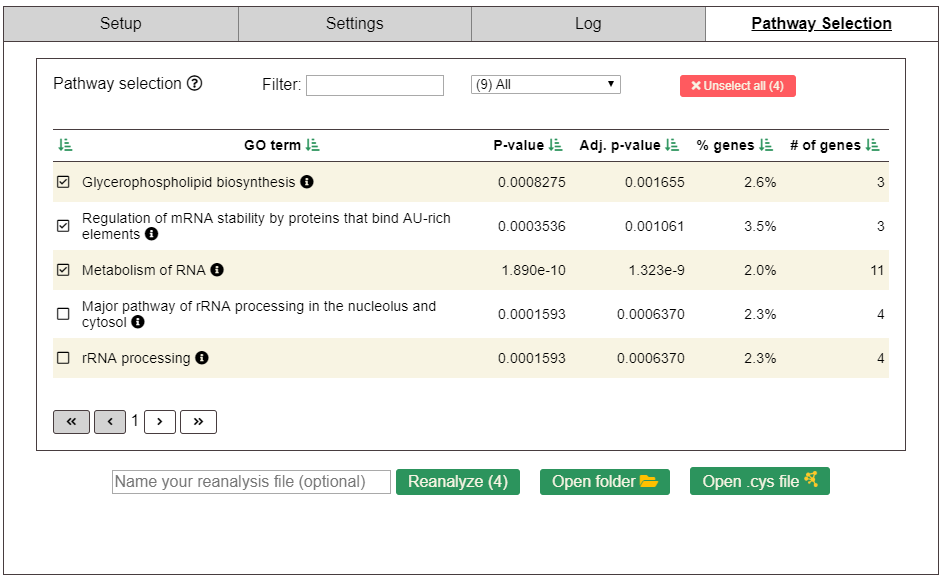 Setup Settings Log Pathway Selection
Pathway selection Filter: (9) All Unselect all (4)
GO term P-value Adj. p-value % genes # of genes
Glycerophospholipid biosynthesis 0.0008275 0.001655 2.6% 3
Regulation of mRNA stability by proteins that bind AU-rich
elements 0.0003536 0.001061 3.5% 3
Metabolism of RNA 1.890e-10 1.323e-9 2.0% 11
Major pathway of rRNA processing in the nucleolus and
cytosol 0.0001593 0.0006370 2.3% 4
rRNA processing 0.0001593 0.0006370 2.3% 4
« ‹ 1 › »
Name your reanalysis file (optional) Reanalyze (4) Open folder Open .cys file